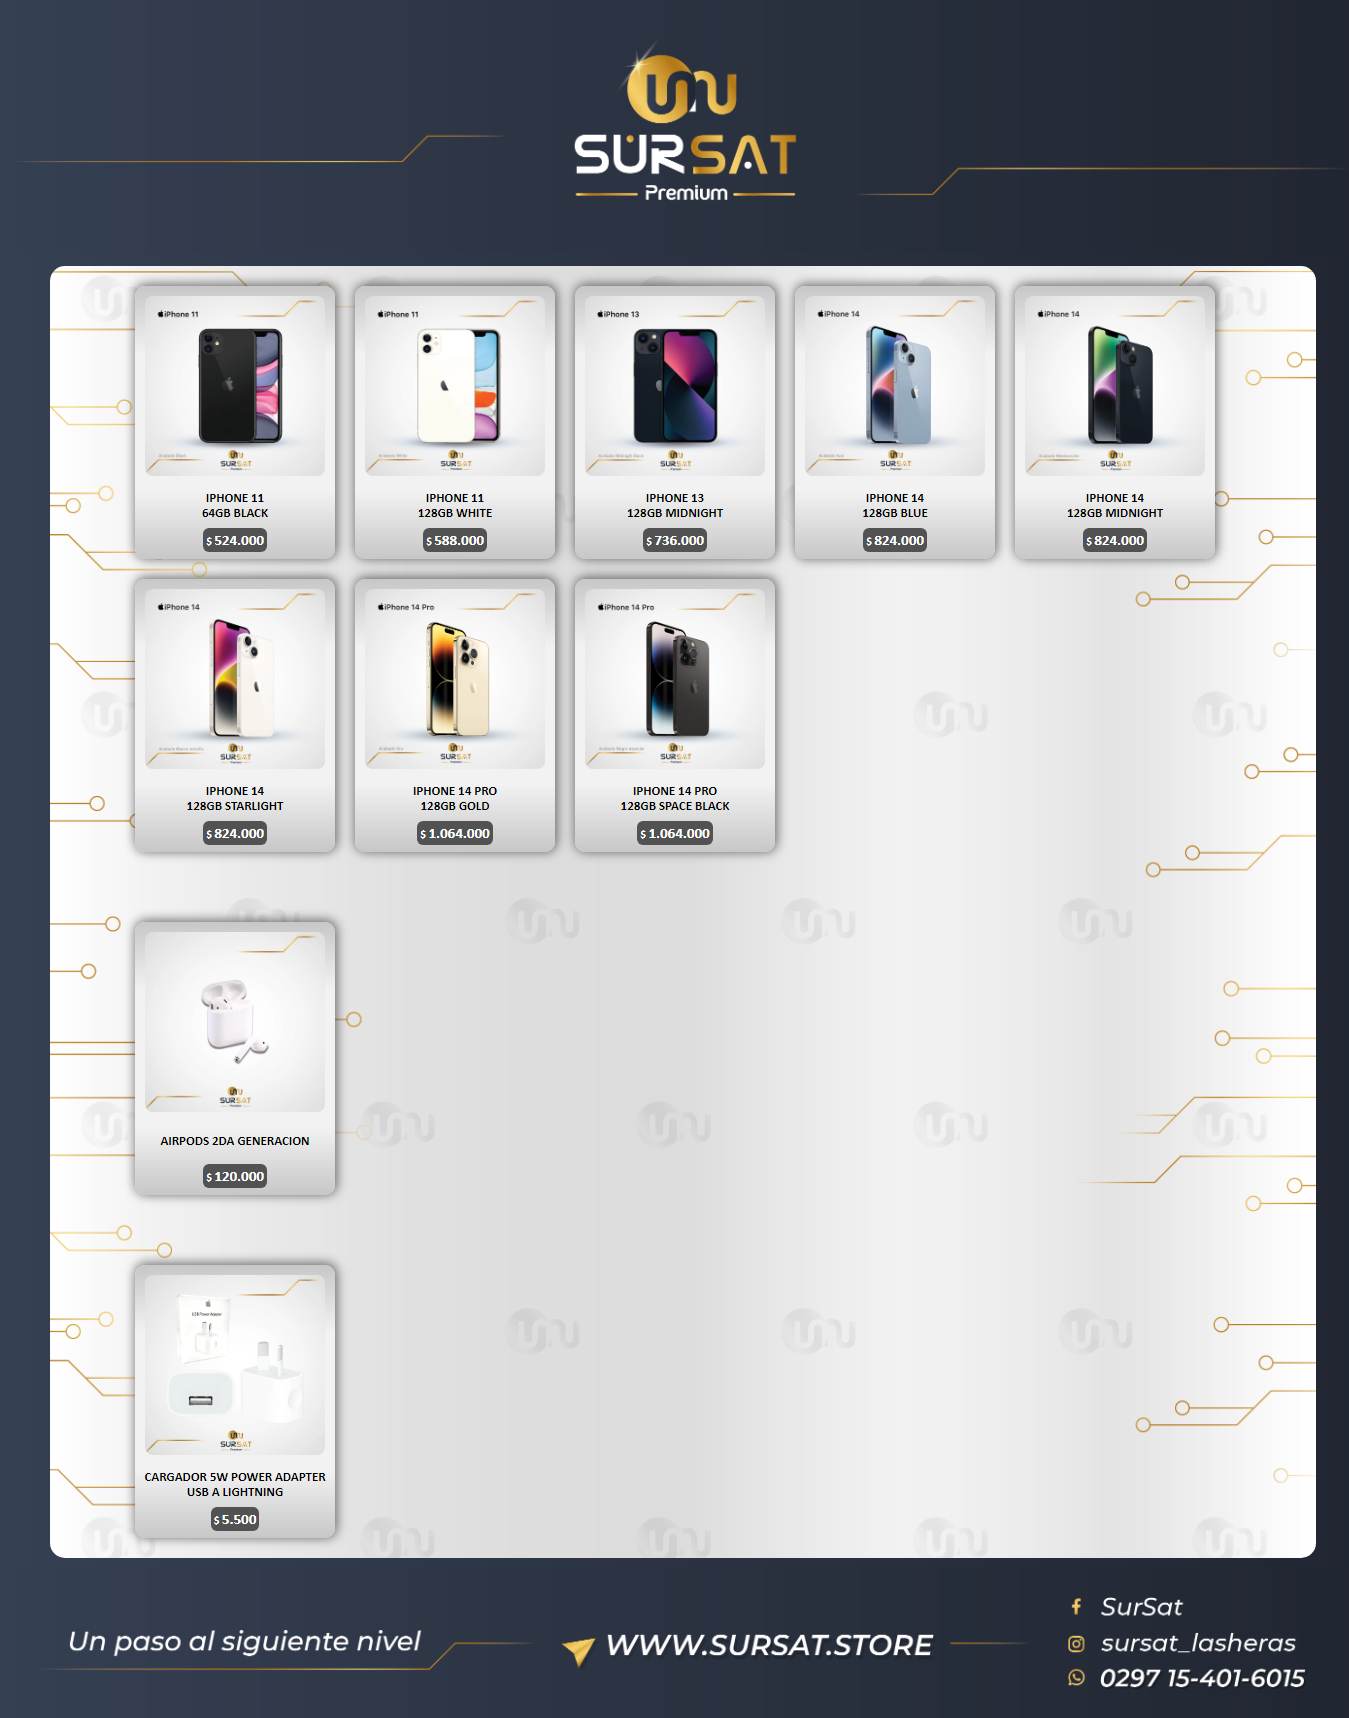 SURSAT
Premium
iPhone 11
SURSAT
IPHONE 11
64GB BLACK
$ 524.000
iPhone 11
SURSAT
IPHONE 11
128GB WHITE
$ 588.000
iPhone 13
SURSAT
IPHONE 13
128GB MIDNIGHT
$ 736.000
iPhone 14
SURSAT
IPHONE 14
128GB BLUE
$ 824.000
iPhone 14
SURSAT
IPHONE 14
128GB MIDNIGHT
$ 824.000
iPhone 14
SURSAT
IPHONE 14
128GB STARLIGHT
$ 824.000
iPhone 14 Pro
SURSAT
IPHONE 14 PRO
128GB GOLD
$ 1.064.000
iPhone 14 Pro
SURSAT
IPHONE 14 PRO
128GB SPACE BLACK
$ 1.064.000
SURSAT
AIRPODS 2DA GENERACION
$ 120.000
USB Power Adapter
SURSAT
CARGADOR 5W POWER ADAPTER
USB A LIGHTNING
$ 5.500
Un paso al siguiente nivel
WWW.SURSAT.STORE
SurSat
sursat_lasheras
0297 15-401-6015